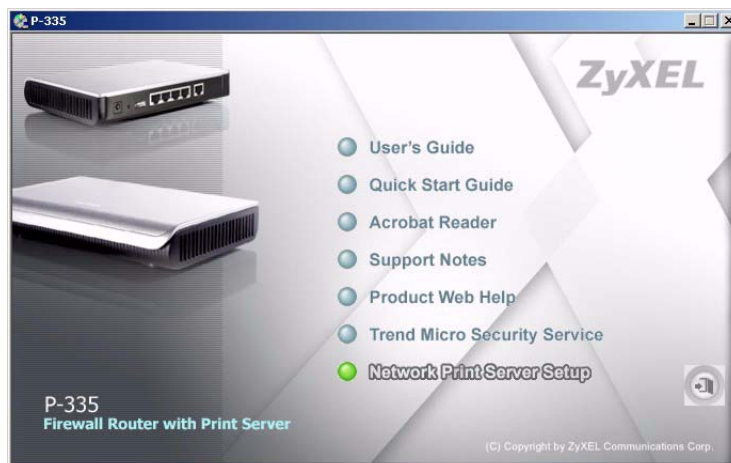 P-335
ZyXEL
User's Guide
Quick Start Guide
Acrobat Reader
Support Notes
Product Web Help
Trend Micro Security Service
Network Print Server Setup
P-335
Firewall Router with Print Server
(C) Copyright by ZyXEL Communications Corp.